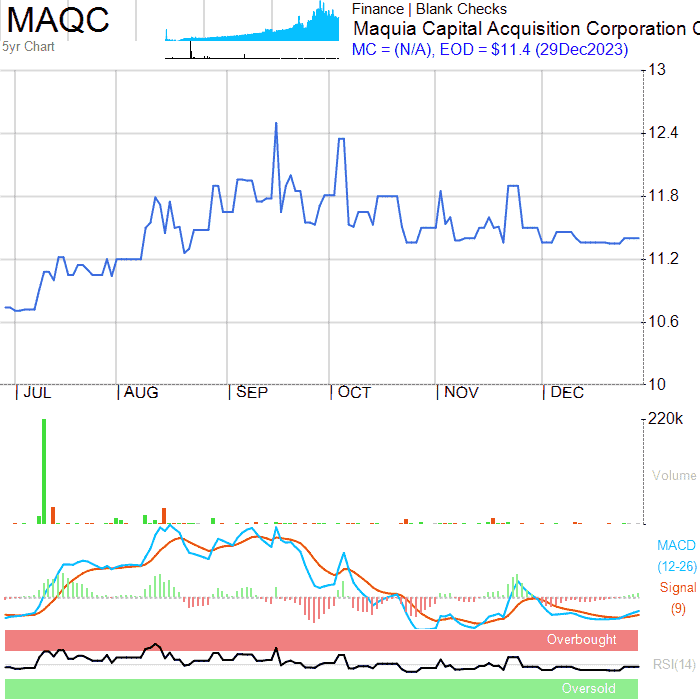 MAQC
5yr Chart
Finance | Blank Checks
Maquia Capital Acquisition Corporation C
MC = (N/A), EOD = $11.4 (29Dec2023)
13
12.4
11.8
11.2
10.6
10
|JUL |AUG |SEP |OCT |NOV |DEC
220k
Volume
MACD
(12-26)
Signal
(9)
Overbought
RSI(14)
Oversold